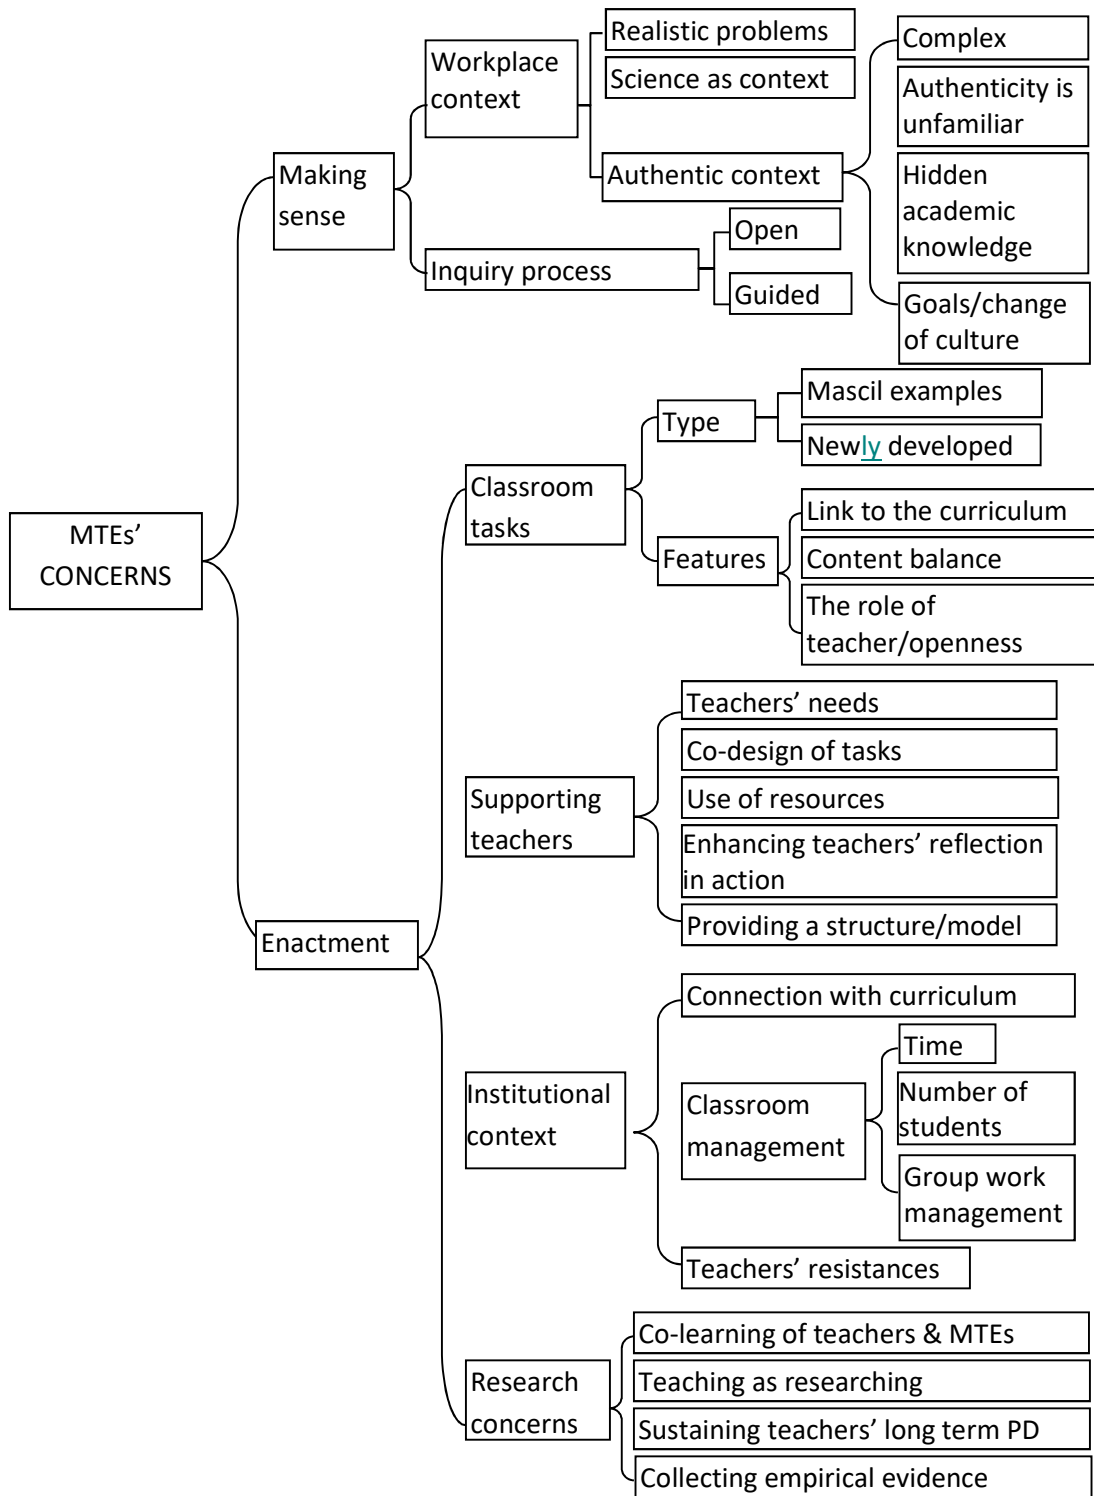 MTEs’
CONCERNS
Making
sense
Workplace
context
Realistic problems
Science as context
Authentic context
Complex
Authenticity is
unfamiliar
Hidden
academic
knowledge
Goals/change
of culture
Inquiry process
Open
Guided
Enactment
Classroom
tasks
Type
Mascil examples
Newly developed
Features
Link to the curriculum
Content balance
The role of
teacher/openness
Supporting
teachers
Teachers’ needs
Co-design of tasks
Use of resources
Enhancing teachers’ reflection
in action
Providing a structure/model
Institutional
context
Connection with curriculum
Classroom
management
Time
Number of
students
Group work
management
Teachers’ resistances
Research
concerns
Co-learning of teachers & MTEs
Teaching as researching
Sustaining teachers’ long term PD
Collecting empirical evidence